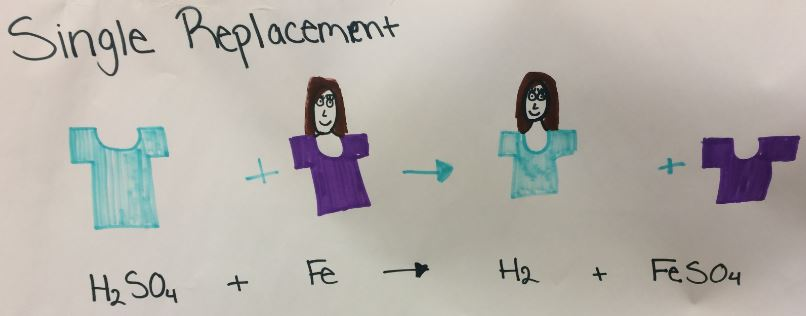 Single Replacement
+ → +
H₂SO₄ + Fe → H₂ + FeSO₄